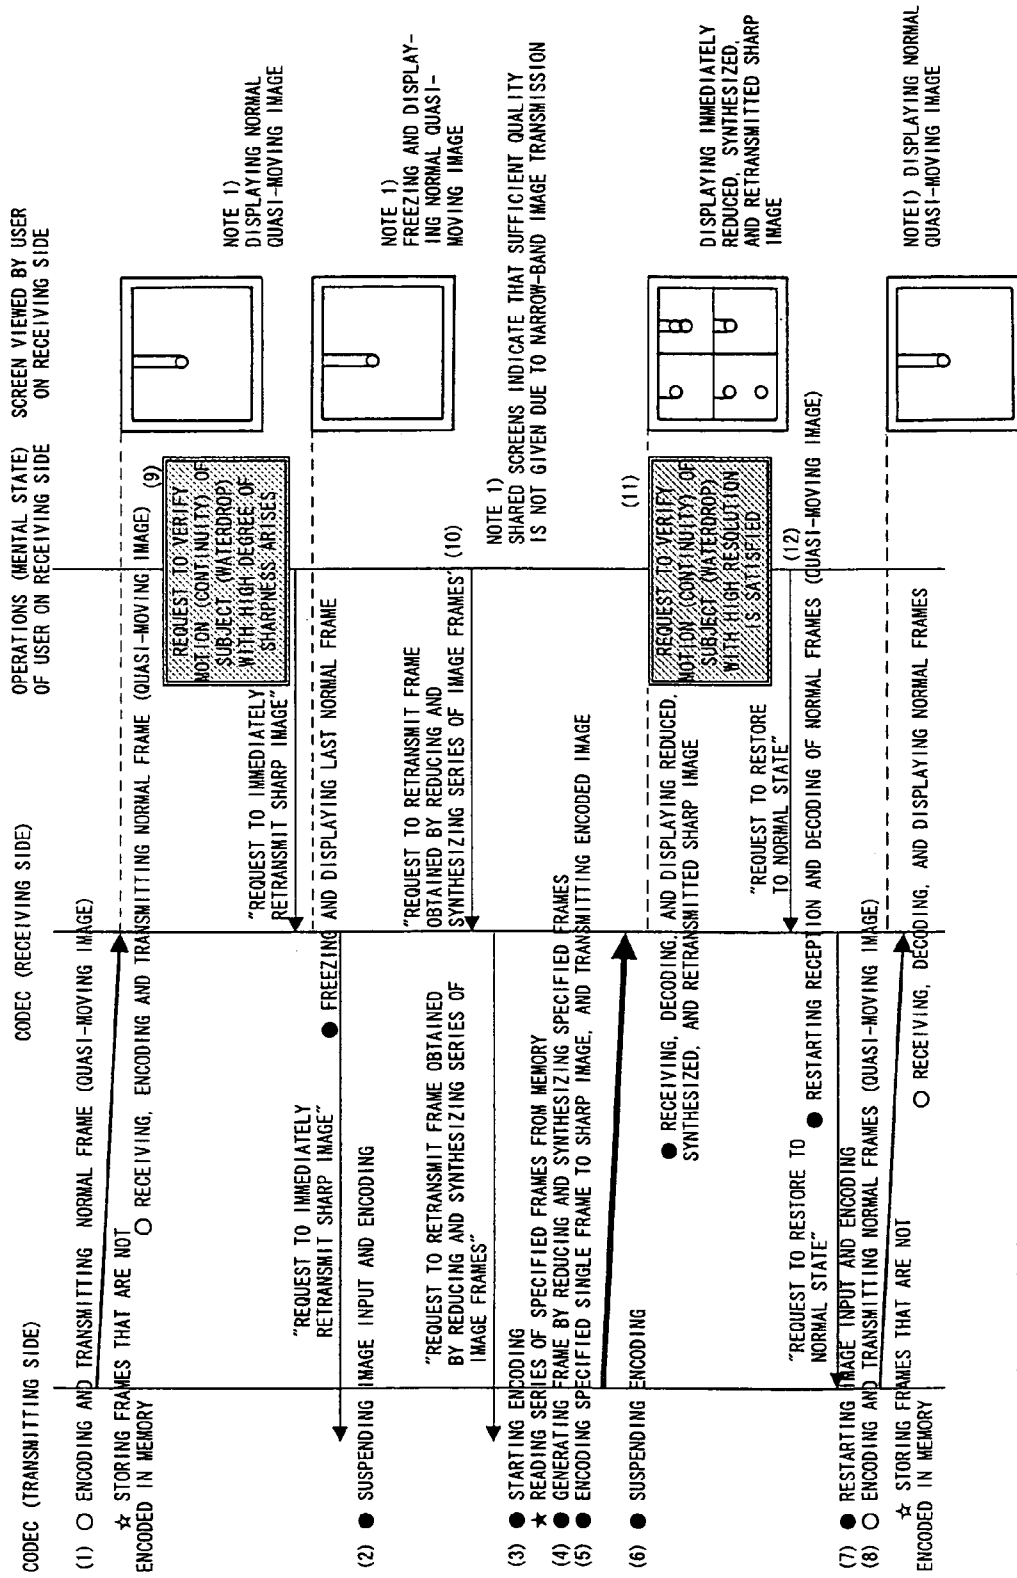 CODEC (TRANSMITTING SIDE)
CODEC (RECEIVING SIDE)
OPERATIONS (MENTAL STATE)
OF USER ON RECEIVING SIDE
SCREEN VIEWED BY USER
ON RECEIVING SIDE
(1) ○ ENCODING AND TRANSMITTING NORMAL FRAME (QUASI-MOVING IMAGE)
☆ STORING FRAMES THAT ARE NOT
ENCODED IN MEMORY
○ RECEIVING, ENCODING AND TRANSMITTING NORMAL FRAME (QUASI-MOVING IMAGE)
(9)
REQUEST TO VERIFY
MOTION (CONTINUITY) OF
SUBJECT (WATERDROP)
WITH HIGH DEGREE OF
SHARPNESS ARISES
NOTE 1)
DISPLAYING NORMAL
QUASI-MOVING IMAGE
"REQUEST TO IMMEDIATELY
RETRANSMIT SHARP IMAGE"
"REQUEST TO IMMEDIATELY
RETRANSMIT SHARP IMAGE"
● FREEZING AND DISPLAYING LAST NORMAL FRAME
NOTE 1)
FREEZING AND DISPLAY-
ING NORMAL QUASI-
MOVING IMAGE
(2) ● SUSPENDING IMAGE INPUT AND ENCODING
"REQUEST TO RETRANSMIT FRAME
OBTAINED BY REDUCING AND
SYNTHESIZING SERIES OF IMAGE FRAMES"
(10)
"REQUEST TO RETRANSMIT FRAME OBTAINED
BY REDUCING AND SYNTHESIZING SERIES OF
IMAGE FRAMES"
NOTE 1)
SHARED SCREENS INDICATE THAT SUFFICIENT QUALITY
IS NOT GIVEN DUE TO NARROW-BAND IMAGE TRANSMISSION
(3) ● STARTING ENCODING
★ READING SERIES OF SPECIFIED FRAMES FROM MEMORY
(4) ● GENERATING FRAME BY REDUCING AND SYNTHESIZING SPECIFIED FRAMES
(5) ● ENCODING SPECIFIED SINGLE FRAME TO SHARP IMAGE, AND TRANSMITTING ENCODED IMAGE
(6) ● SUSPENDING ENCODING
● RECEIVING, DECODING, AND DISPLAYING REDUCED,
SYNTHESIZED, AND RETRANSMITTED SHARP IMAGE
(11)
REQUEST TO VERIFY
MOTION (CONTINUITY) OF
SUBJECT (WATERDROP)
WITH HIGH RESOLUTION
IS SATISFIED
DISPLAYING IMMEDIATELY
REDUCED, SYNTHESIZED,
AND RETRANSMITTED SHARP
IMAGE
"REQUEST TO RESTORE
TO NORMAL STATE"
(12)
"REQUEST TO RESTORE TO
NORMAL STATE"
● RESTARTING RECEPTION AND DECODING OF NORMAL FRAMES (QUASI-MOVING IMAGE)
(7) ● RESTARTING IMAGE INPUT AND ENCODING
(8) ○ ENCODING AND TRANSMITTING NORMAL FRAMES (QUASI-MOVING IMAGE)
☆ STORING FRAMES THAT ARE NOT
ENCODED IN MEMORY
○ RECEIVING, DECODING, AND DISPLAYING NORMAL FRAMES
NOTE1) DISPLAYING NORMAL
QUASI-MOVING IMAGE